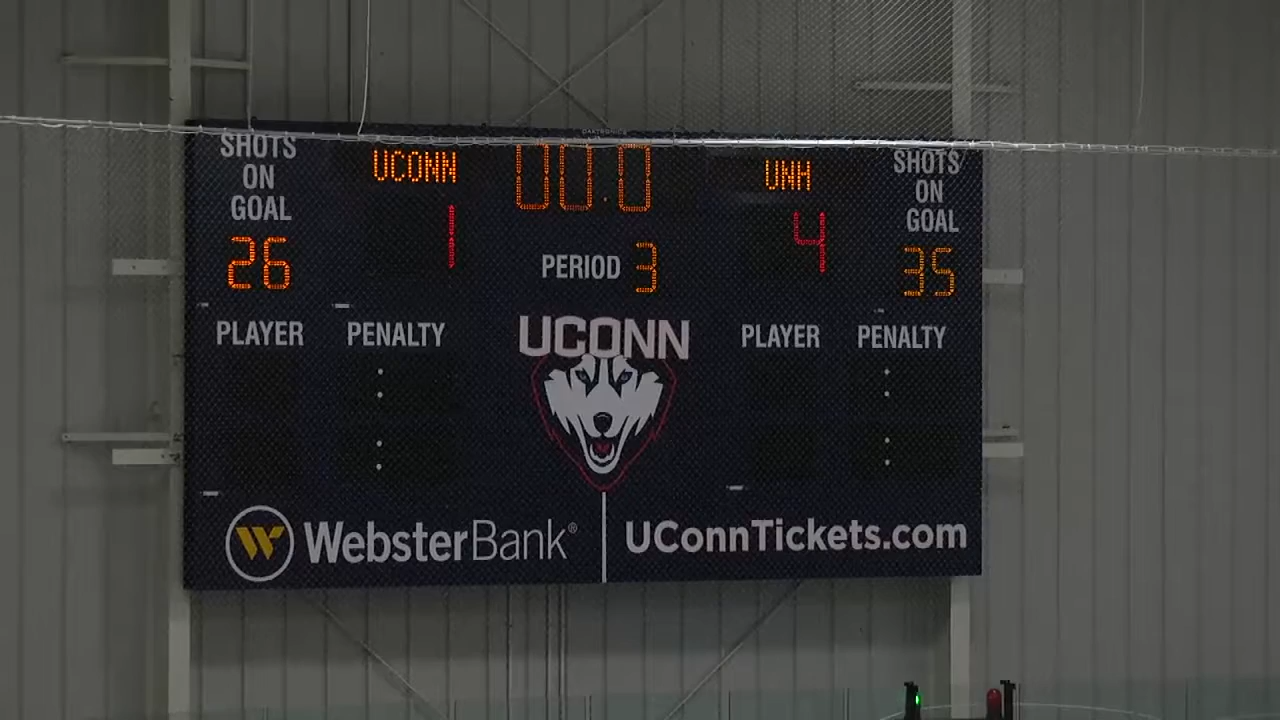 DAKTRONICS
SHOTS
ON
GOAL
26
UCONN
1
00.0
PERIOD 3
UNH
4
SHOTS
ON
GOAL
35
PLAYER PENALTY
:
:
UCONN
PLAYER PENALTY
:
:
W WebsterBank®
UConnTickets.com